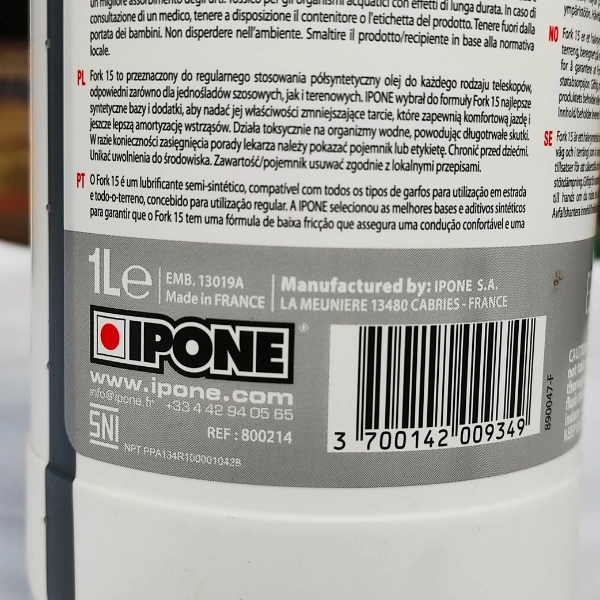 un migliore assorbimento degli urti. Tossico per gli organismi acquatici con effetti di lunga durata. In caso di
consultazione di un medico, tenere a disposizione il contenitore o l'etichetta del prodotto. Tenere fuori dalla
portata dei bambini. Non disperdere nell'ambiente. Smaltire il prodotto/recipiente in base alla normativa
locale.
PL Fork 15 to przeznaczony do regularnego stosowania półsyntetyczny olej do każdego rodzaju teleskopów,
odpowiedni zarówno dla jednośladów szosowych, jak i terenowych. IPONE wybrał do formuły Fork 15 najlepsze
syntetyczne bazy i dodatki, aby nadać jej właściwości zmniejszające tarcie, które zapewnią komfortową jazdę i
jeszcze lepszą amortyzację wstrząsów. Działa toksycznie na organizmy wodne, powodując długotrwałe skutki.
W razie konieczności zasięgnięcia porady lekarza należy pokazać pojemnik lub etykietę. Chronić przed dziećmi.
Unikać uwolnienia do środowiska. Zawartość/pojemnik usuwać zgodnie z lokalnymi przepisami.
PT O Fork 15 é um lubrificante semi-sintético, compatível com todos os tipos de garfos para utilização em estrada
e todo-o-terreno, concebido para utilização regular. A IPONE selecionou as melhores bases e aditivos sintéticos
para garantir que o Fork 15 tem uma fórmula de baixa fricção que assegura uma condução confortável e uma
NO Fork 15 er et
SE Fork 15 är ett
1L e
EMB. 13019A
Made in FRANCE
Manufactured by: IPONE S.A.
LA MEUNIERE 13480 CABRIES - FRANCE
IPONE®
www.ipone.com
info@ipone.fr +33 4 42 94 05 65
SNI
REF : 800214
NPT PPA134R100001042B
3 700142 009349
890047-F